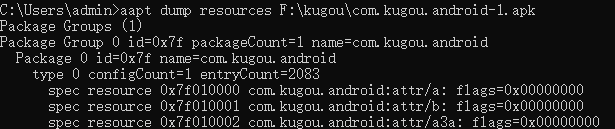 C:\Users\admin>aapt dump resources F:\kugou\com.kugou.android-1.apk
Package Groups (1)
Package Group 0 id=0x7f packageCount=1 name=com.kugou.android
Package 0 id=0x7f name=com.kugou.android
type 0 configCount=1 entryCount=2083
spec resource 0x7f010000 com.kugou.android:attr/a: flags=0x00000000
spec resource 0x7f010001 com.kugou.android:attr/b: flags=0x00000000
spec resource 0x7f010002 com.kugou.android:attr/a3a: flags=0x00000000